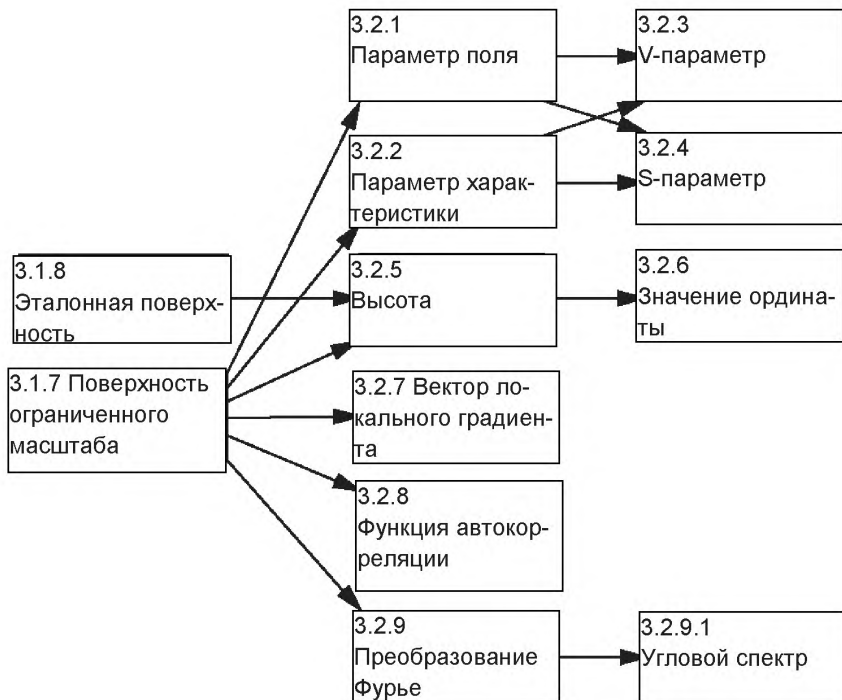 3.2.1
Параметр поля
3.2.3
V-параметр
3.2.2
Параметр харак-
теристики
3.2.4
S-параметр
3.1.8
Эталонная поверх-
ность
3.2.5
Высота
3.2.6
Значение ордина-
ты
3.1.7 Поверхность
ограниченного
масштаба
3.2.7 Вектор ло-
кального градиен-
та
3.2.8
Функция автокор-
реляции
3.2.9
Преобразование
Фурье
3.2.9.1
Угловой спектр